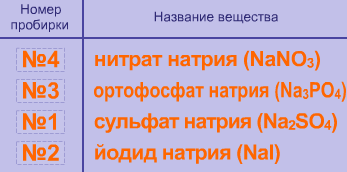 Номер пробирки
Название вещества
№4 нитрат натрия (NaNO₃)
№3 ортофосфат натрия (Na₃PO₄)
№1 сульфат натрия (Na₂SO₄)
№2 йодид натрия (NaI)